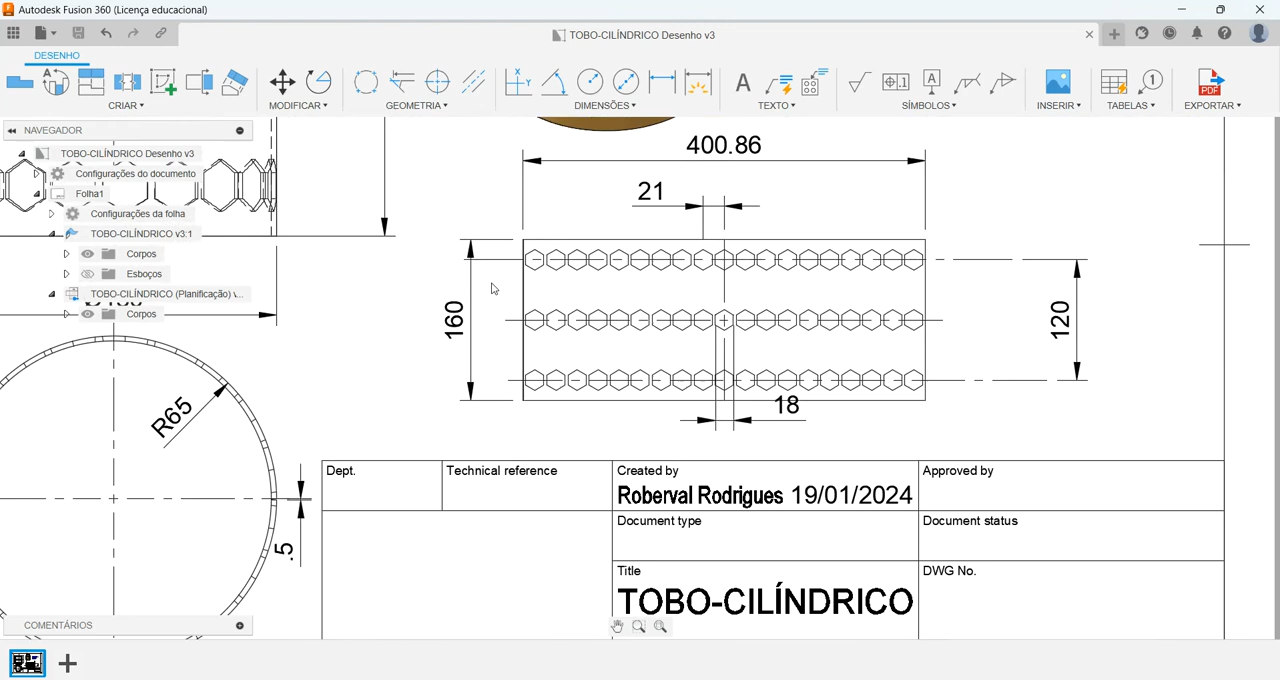 Autodesk Fusion 360 (Licença educacional)
TOBO-CILÍNDRICO Desenho v3
DESENHO
CRIAR
MODIFICAR
GEOMETRIA
DIMENSÕES
TEXTO
SÍMBOLOS
INSERIR
TABELAS
EXPORTAR
NAVEGADOR
TOBO-CILÍNDRICO Desenho v3
Configurações do documento
Folha1
Configurações da folha
TOBO-CILÍNDRICO v3:1
Corpos
Esboços
TOBO-CILÍNDRICO (Planificação) \...
Corpos
400.86
21
160
120
18
R65
.5
Dept.
Technical reference
Created by
Roberval Rodrigues 19/01/2024
Approved by
Document type
Document status
Title
TOBO-CILÍNDRICO
DWG No.
COMENTÁRIOS